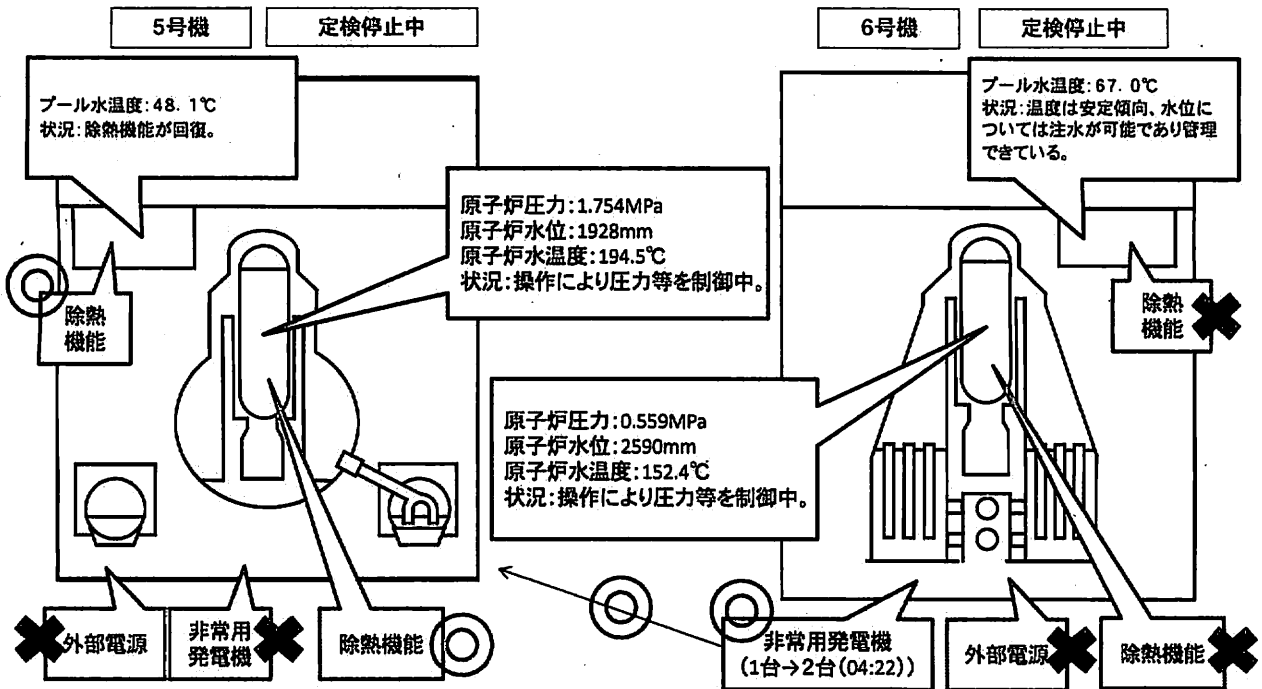 5号機
定検停止中
6号機
定検停止中
プール水温度:48.1℃
状況:除熱機能が回復。
プール水温度:67.0℃
状況:温度は安定傾向、水位に
ついては注水が可能であり管理
できている。
原子炉圧力:1.754MPa
原子炉水位:1928mm
原子炉水温度:194.5℃
状況:操作により圧力等を制御中。
除熱
機能
除熱
機能
原子炉圧力:0.559MPa
原子炉水位:2590mm
原子炉水温度:152.4℃
状況:操作により圧力等を制御中。
外部電源
非常用
発電機
除熱機能
非常用発電機
(1台→2台(04:22))
外部電源
除熱機能